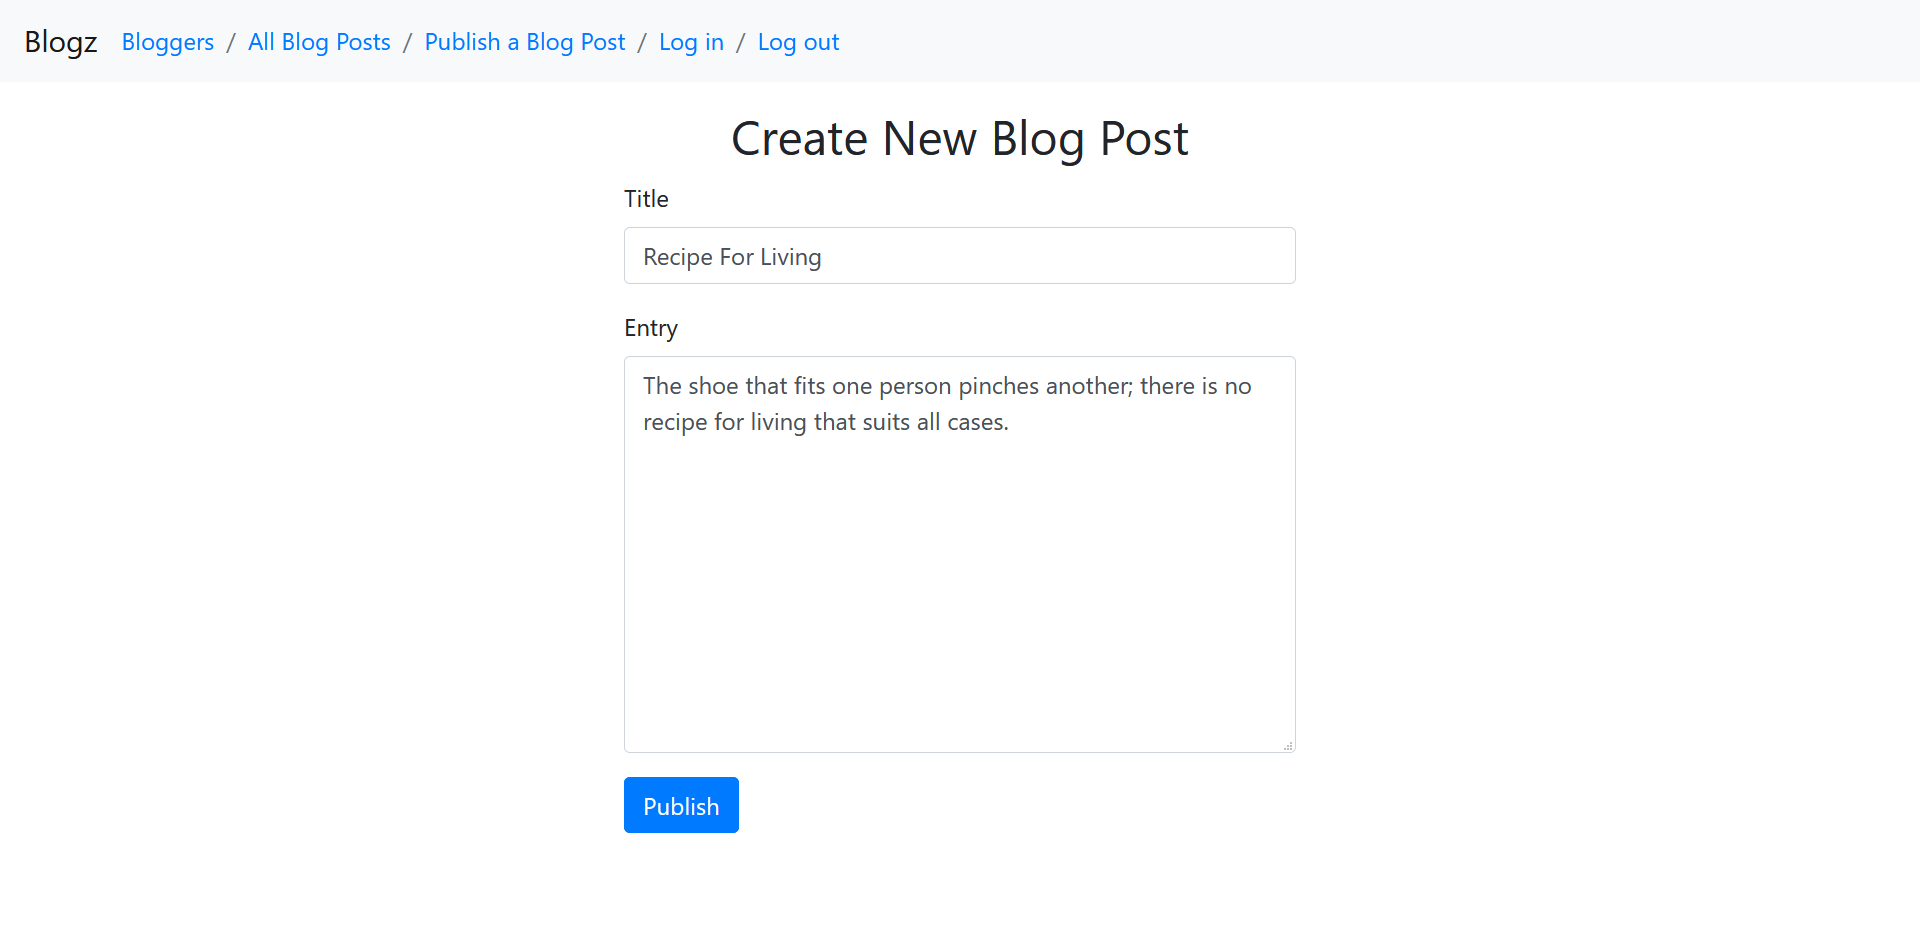 Blogz Bloggers / All Blog Posts / Publish a Blog Post / Log in / Log out
Create New Blog Post
Title
Recipe For Living
Entry
The shoe that fits one person pinches another; there is no
recipe for living that suits all cases.
Publish